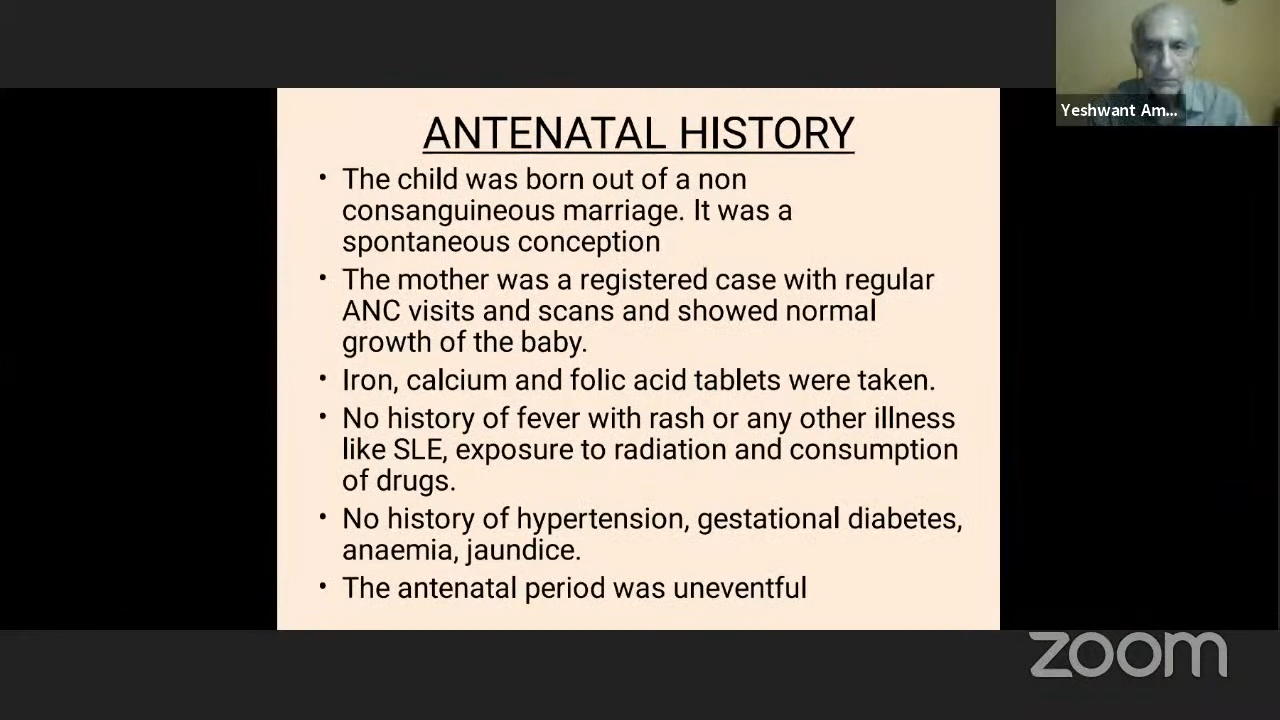 Yeshwant Am...
ANTENATAL HISTORY
• The child was born out of a non
consanguineous marriage. It was a
spontaneous conception
• The mother was a registered case with regular
ANC visits and scans and showed normal
growth of the baby.
• Iron, calcium and folic acid tablets were taken.
• No history of fever with rash or any other illness
like SLE, exposure to radiation and consumption
of drugs.
• No history of hypertension, gestational diabetes,
anaemia, jaundice.
• The antenatal period was uneventful
zoom